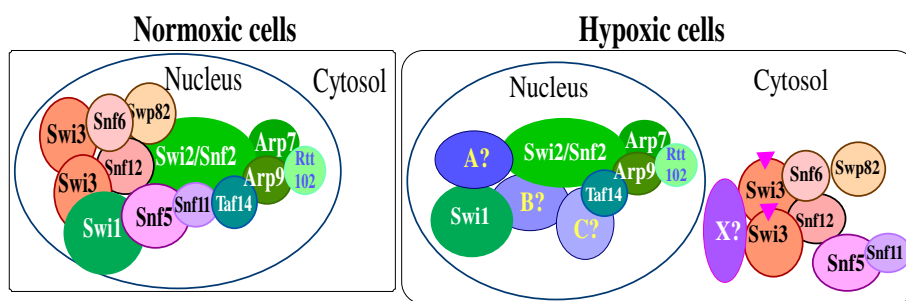 Normoxic cells
Nucleus
Cytosol
Swi3
Snf6
Swp82
Swi2/Snf2
Arp7
Rtt
102
Arp9
Snf12
Swi3
Swi1
Snf5
Snf11
Taf14
Hypoxic cells
Nucleus
Cytosol
A?
Swi2/Snf2
Arp7
Rtt
102
Arp9
Taf14
B?
C?
Swi1
X?
Swi3
Snf6
Swp82
Swi3
Snf12
Snf5
Snf11